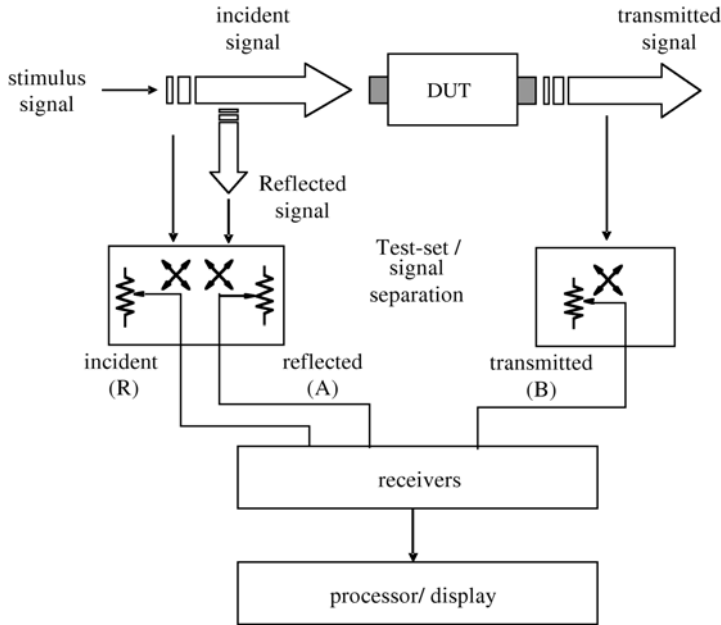 incident
signal
transmitted
signal
stimulus
signal
DUT
Reflected
signal
Test-set /
signal
separation
incident
(R)
reflected
(A)
transmitted
(B)
receivers
processor/ display